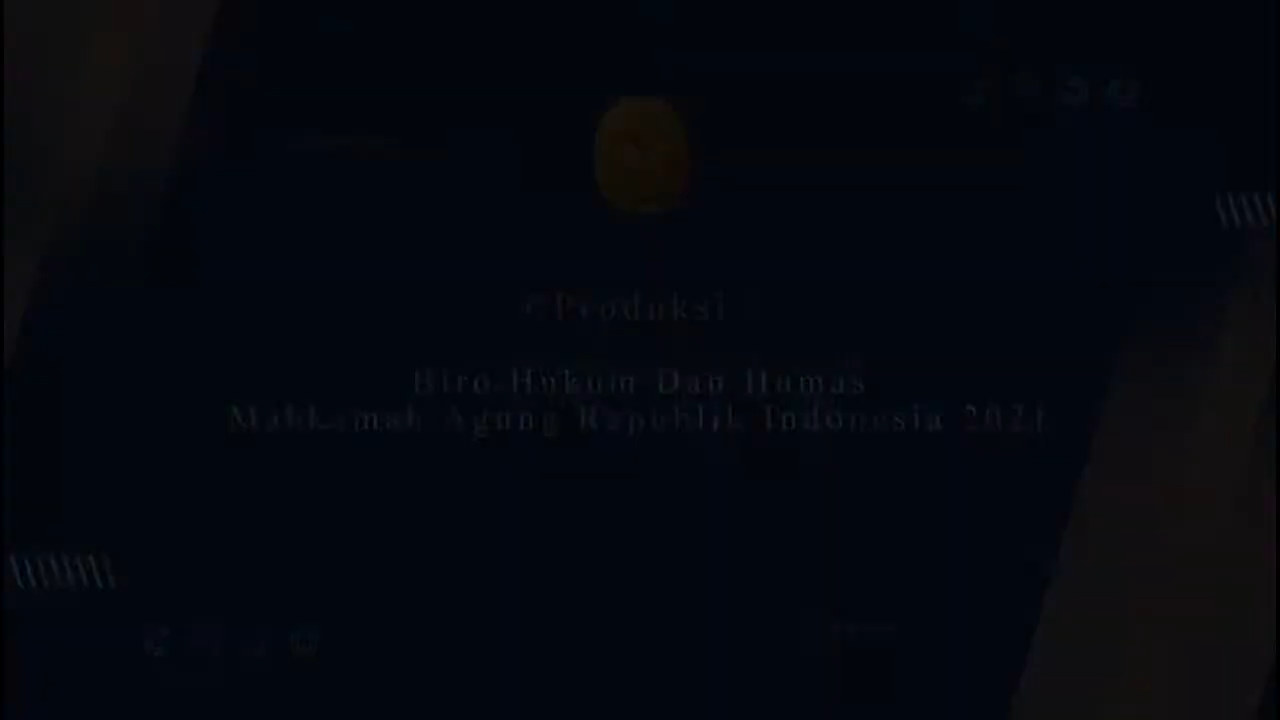 ©Produksi :
Biro Hukum Dan Humas
Mahkamah Agung Republik Indonesia 2021